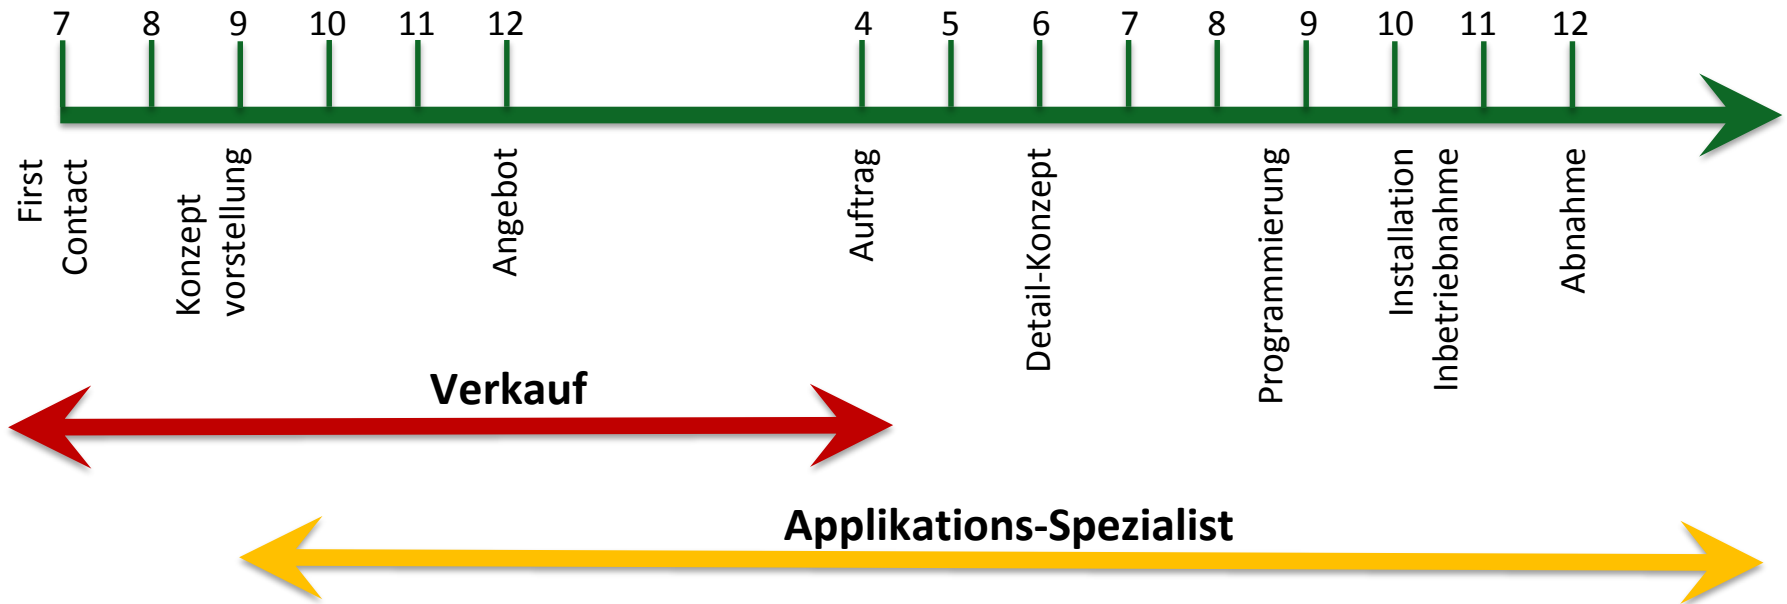 7 8 9 10 11 12 4 5 6 7 8 9 10 11 12
First
Contact
Konzept
vorstellung
Angebot
Auftrag
Detail-Konzept
Programmierung
Installation
Inbetriebnahme
Abnahme
Verkauf
Applikations-Spezialist